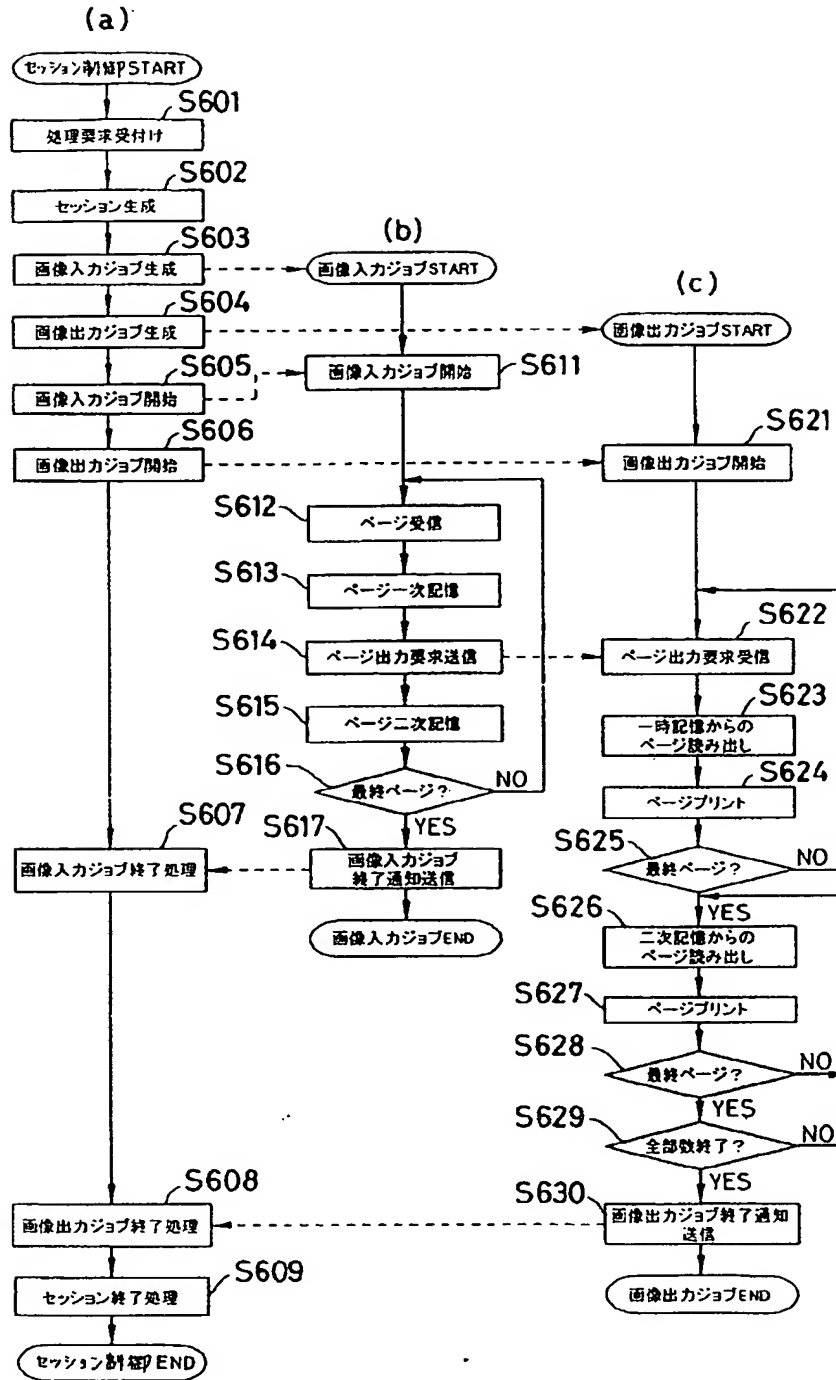 (a)
セッション制御START
S601
処理要求受付け
S602
セッション生成
S603
画像入力ジョブ生成
S604
画像出力ジョブ生成
S605
画像入力ジョブ開始
S606
画像出力ジョブ開始
S607
画像入力ジョブ終了処理
S608
画像出力ジョブ終了処理
S609
セッション終了処理
セッション制御END
(b)
画像入力ジョブSTART
画像入力ジョブ開始
S611
S612
ページ受信
S613
ページ一次記憶
S614
ページ出力要求送信
S615
ページ二次記憶
S616
最終ページ?
NO
YES
S617
画像入力ジョブ
終了通知送信
画像入力ジョブEND
(c)
画像出力ジョブSTART
S621
画像出力ジョブ開始
S622
ページ出力要求受信
S623
一時記憶からの
ページ読み出し
S624
ページプリント
S625
最終ページ?
NO
YES
S626
二次記憶からの
ページ読み出し
S627
ページプリント
S628
最終ページ?
NO
YES
S629
全部数終了?
NO
YES
S630
画像出力ジョブ終了通知
送信
画像出力ジョブEND